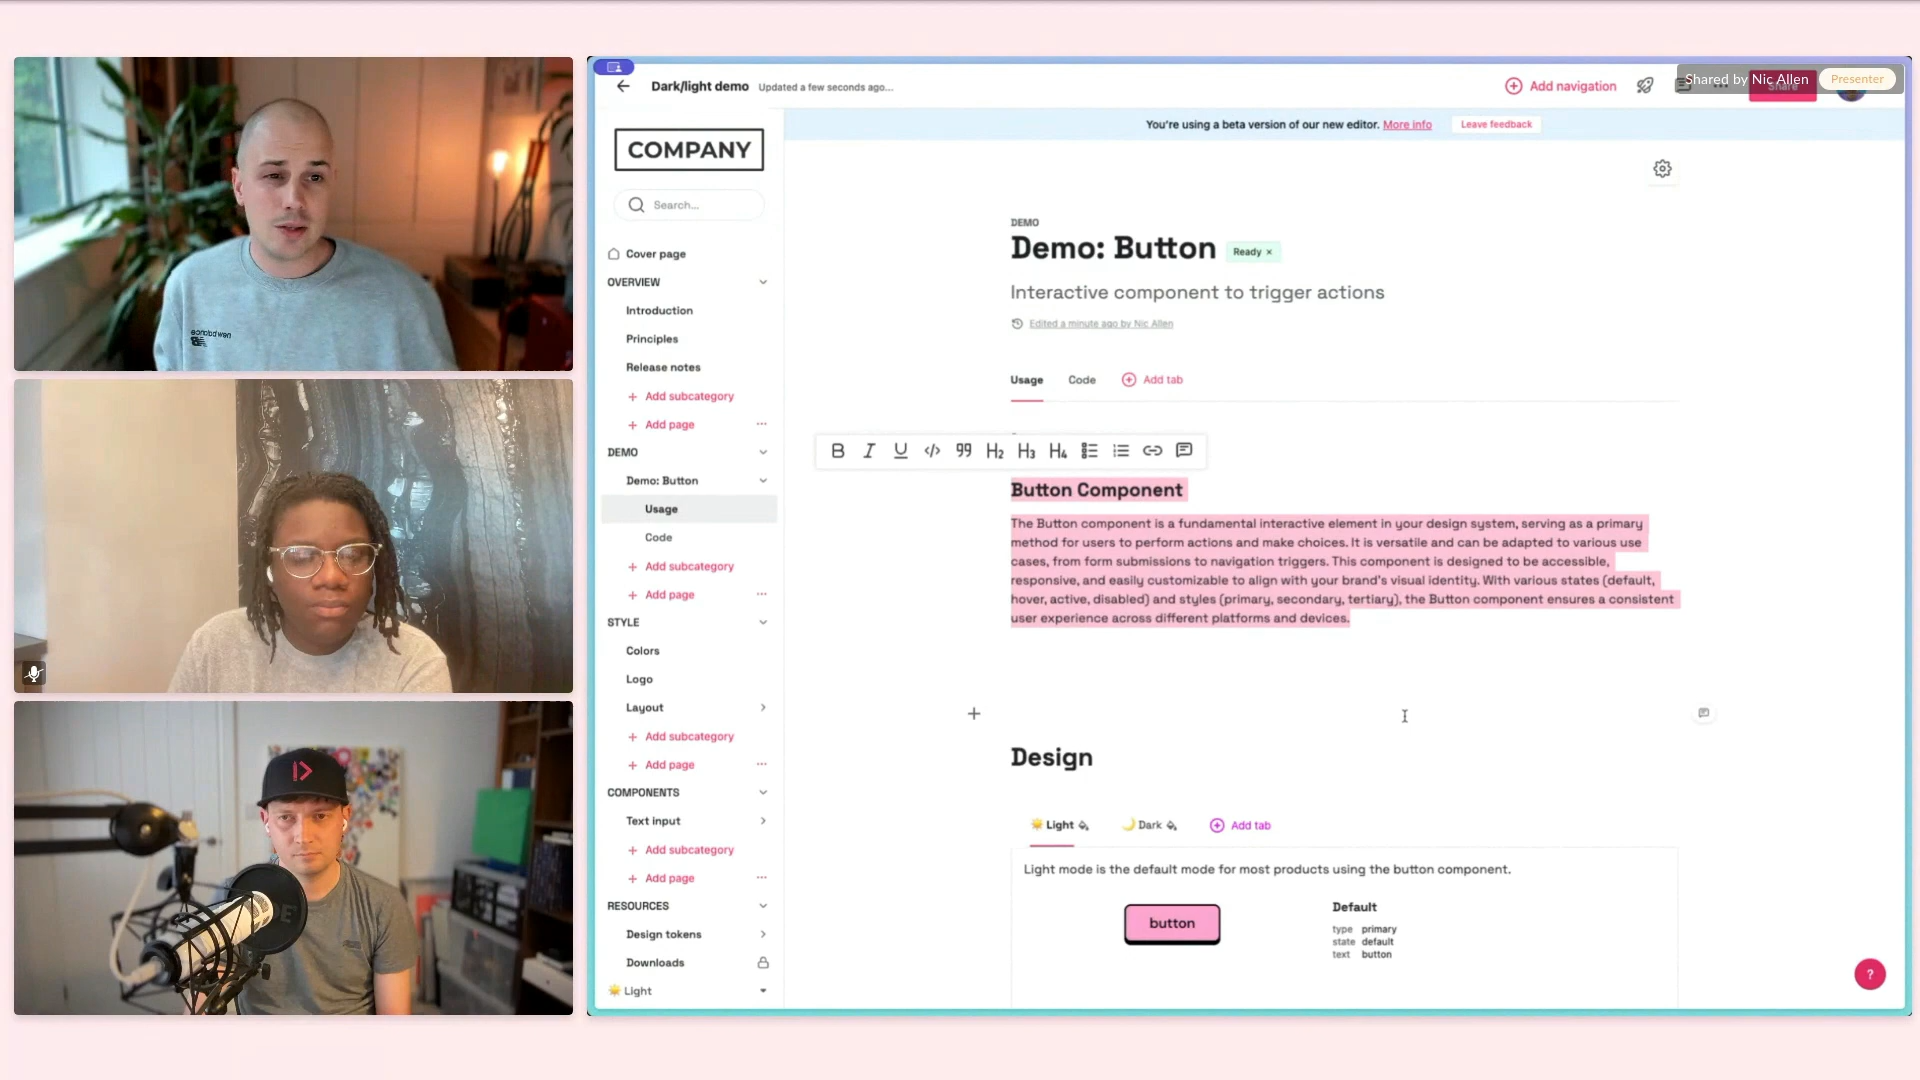 Dark/light demo Updated a few seconds ago...
Add navigation
Shared by Nic Allen Presenter
Share
You're using a beta version of our new editor. More info Leave feedback
COMPANY
Search...
Cover page
OVERVIEW
Introduction
Principles
Release notes
+ Add subcategory
+ Add page ...
DEMO
Demo: Button
Usage
Code
+ Add subcategory
+ Add page ...
STYLE
Colors
Logo
Layout
+ Add subcategory
+ Add page ...
COMPONENTS
Text input
+ Add subcategory
+ Add page ...
RESOURCES
Design tokens
Downloads
Light
DEMO
Demo: Button Ready ×
Interactive component to trigger actions
Edited a minute ago by Nic Allen
Usage Code Add tab
B I U </> 99 H2 H3 H4
Button Component
The Button component is a fundamental interactive element in your design system, serving as a primary
method for users to perform actions and make choices. It is versatile and can be adapted to various use
cases, from form submissions to navigation triggers. This component is designed to be accessible,
responsive, and easily customizable to align with your brand's visual identity. With various states (default,
hover, active, disabled) and styles (primary, secondary, tertiary), the Button component ensures a consistent
user experience across different platforms and devices.
Design
Light Dark Add tab
Light mode is the default mode for most products using the button component.
button
Default
type primary
state default
text button
?